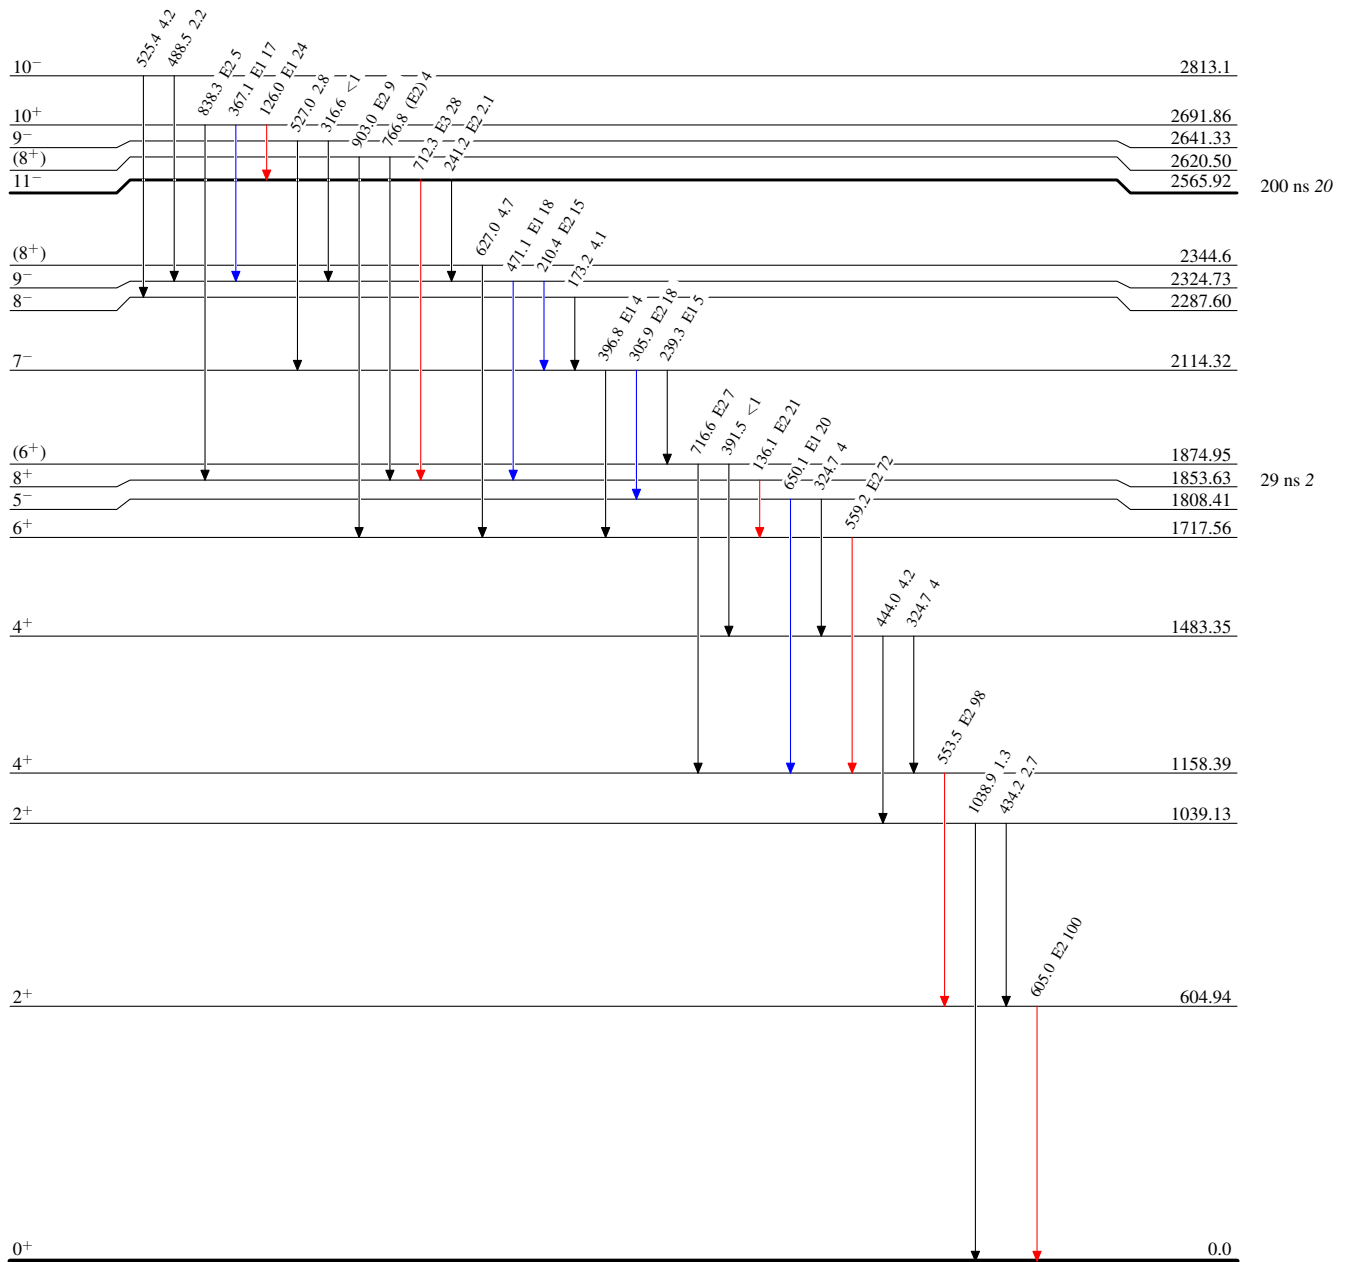 525.4 4.2
488.5 2.2
10⁻ 2813.1
838.3 E2 5
367.1 E1 17
126.0 E1 24
10⁺ 2691.86
527.0 2.8
316.6 <1
9⁻ 2641.33
903.0 E2 9
766.8 (E2) 4
(8⁺) 2620.50
712.3 E3 28
241.2 E2 2.1
11⁻ 2565.92 200 ns 20
627.0 4.7
(8⁺) 2344.6
471.1 E1 18
210.4 E2 15
9⁻ 2324.73
173.2 4.1
8⁻ 2287.60
396.8 E1 4
305.9 E2 18
239.3 E1 5
7⁻ 2114.32
716.6 E2 7
391.5 <1
(6⁺) 1874.95
136.1 E2 21
8⁺ 1853.63 29 ns 2
650.1 E1 20
324.7 4
5⁻ 1808.41
559.2 E2 72
6⁺ 1717.56
444.0 4.2
324.7 4
4⁺ 1483.35
553.5 E2 98
4⁺ 1158.39
1038.9 1.3
434.2 2.7
2⁺ 1039.13
605.0 E2 100
2⁺ 604.94
0⁺ 0.0